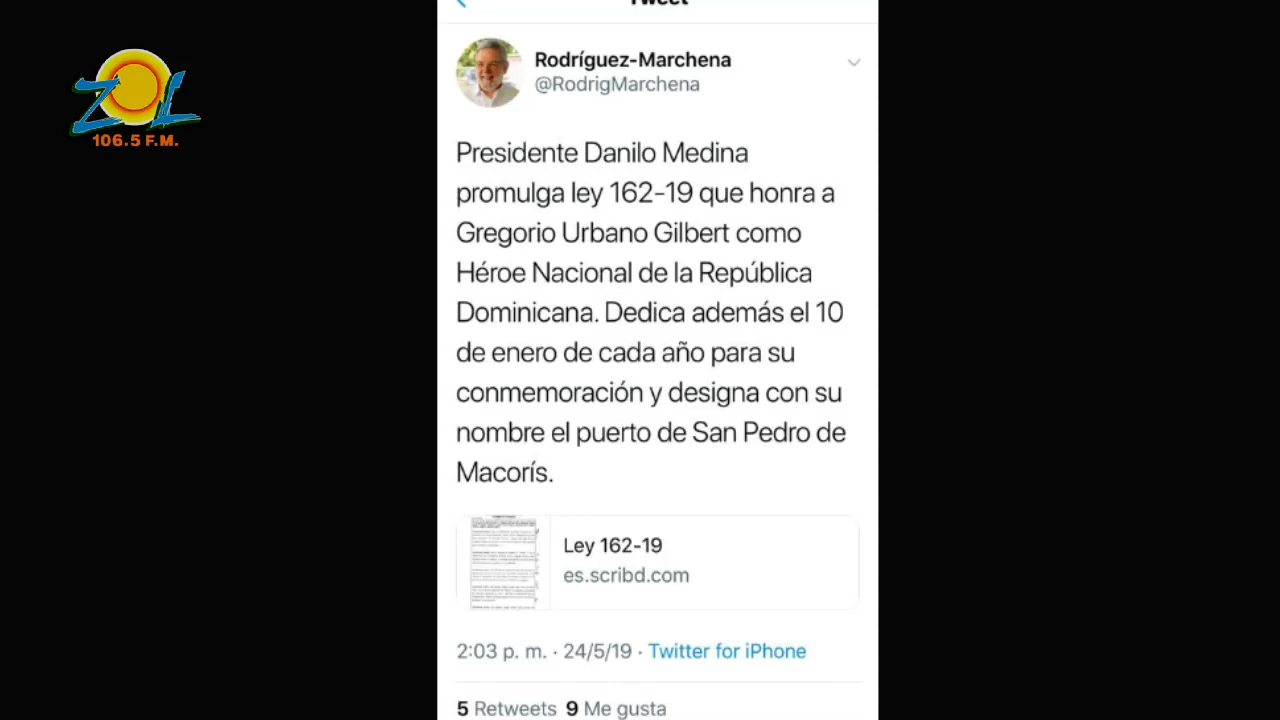 Tweet
ZOL
106.5 F.M.
Rodríguez-Marchena
@RodrigMarchena
Presidente Danilo Medina
promulga ley 162-19 que honra a
Gregorio Urbano Gilbert como
Héroe Nacional de la República
Dominicana. Dedica además el 10
de enero de cada año para su
conmemoración y designa con su
nombre el puerto de San Pedro de
Macorís.
Ley 162-19
es.scribd.com
2:03 p. m. · 24/5/19 · Twitter for iPhone
5 Retweets 9 Me gusta